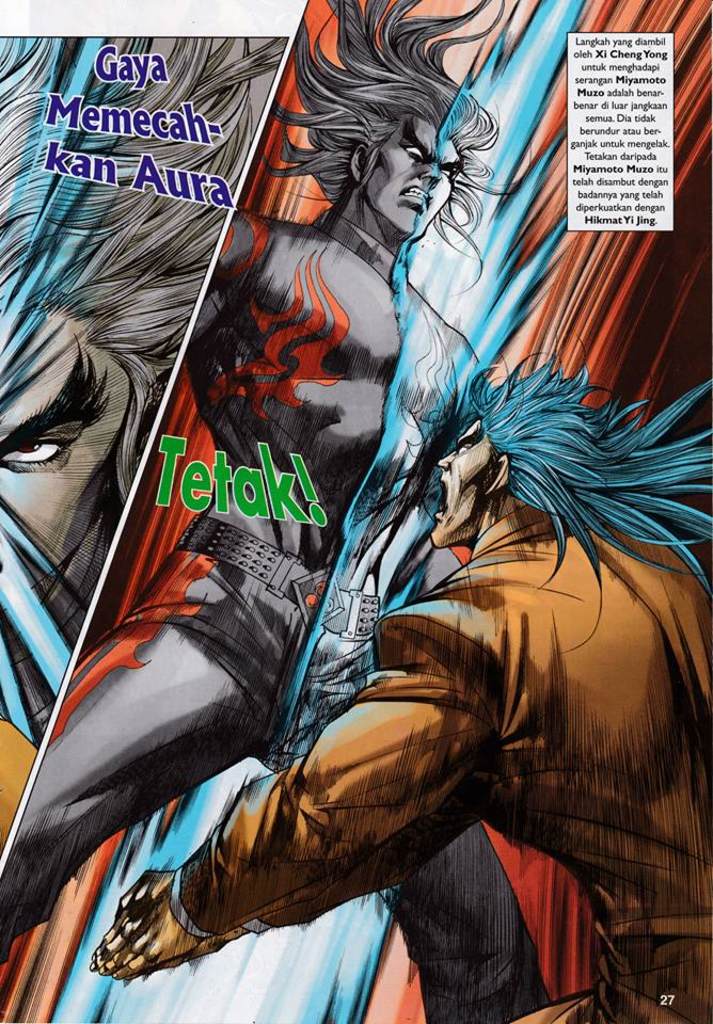 Gaya
Memecah-
kan Aura
Langkah yang diambil
oleh Xi Cheng Yong
untuk menghadapi
serangan Miyamoto
Muzo adalah benar-
benar di luar jangkaan
semua. Dia tidak
berundur atau ber-
ganjak untuk mengelak.
Tetakan daripada
Miyamoto Muzo itu
telah disambut dengan
badannya yang telah
diperkuatkan dengan
Hikmat Yi Jing.
Tetak!
27